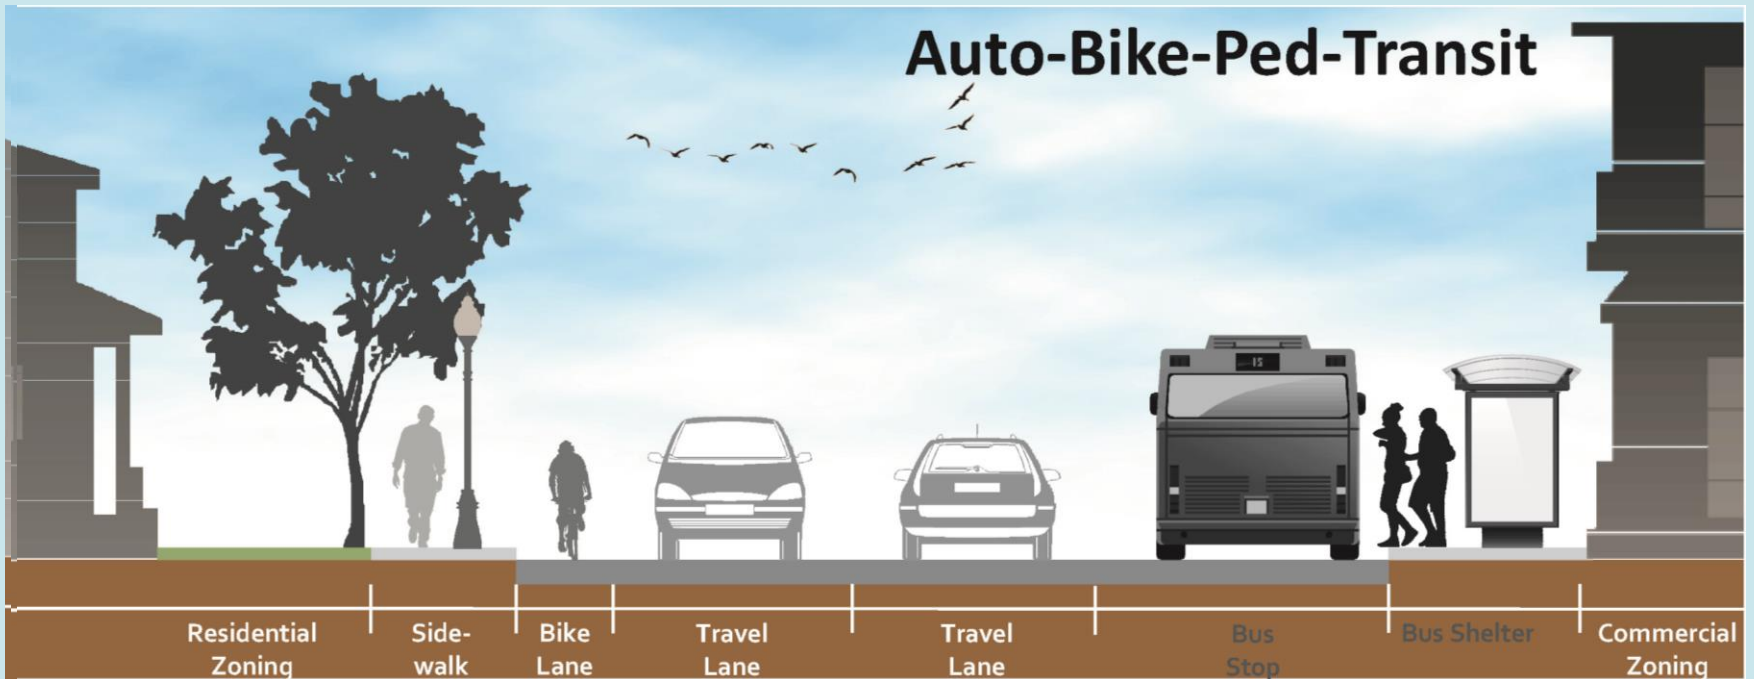 Auto-Bike-Ped-Transit
15
Residential
Zoning
Side-
walk
Bike
Lane
Travel
Lane
Travel
Lane
Bus
Stop
Bus Shelter
Commercial
Zoning